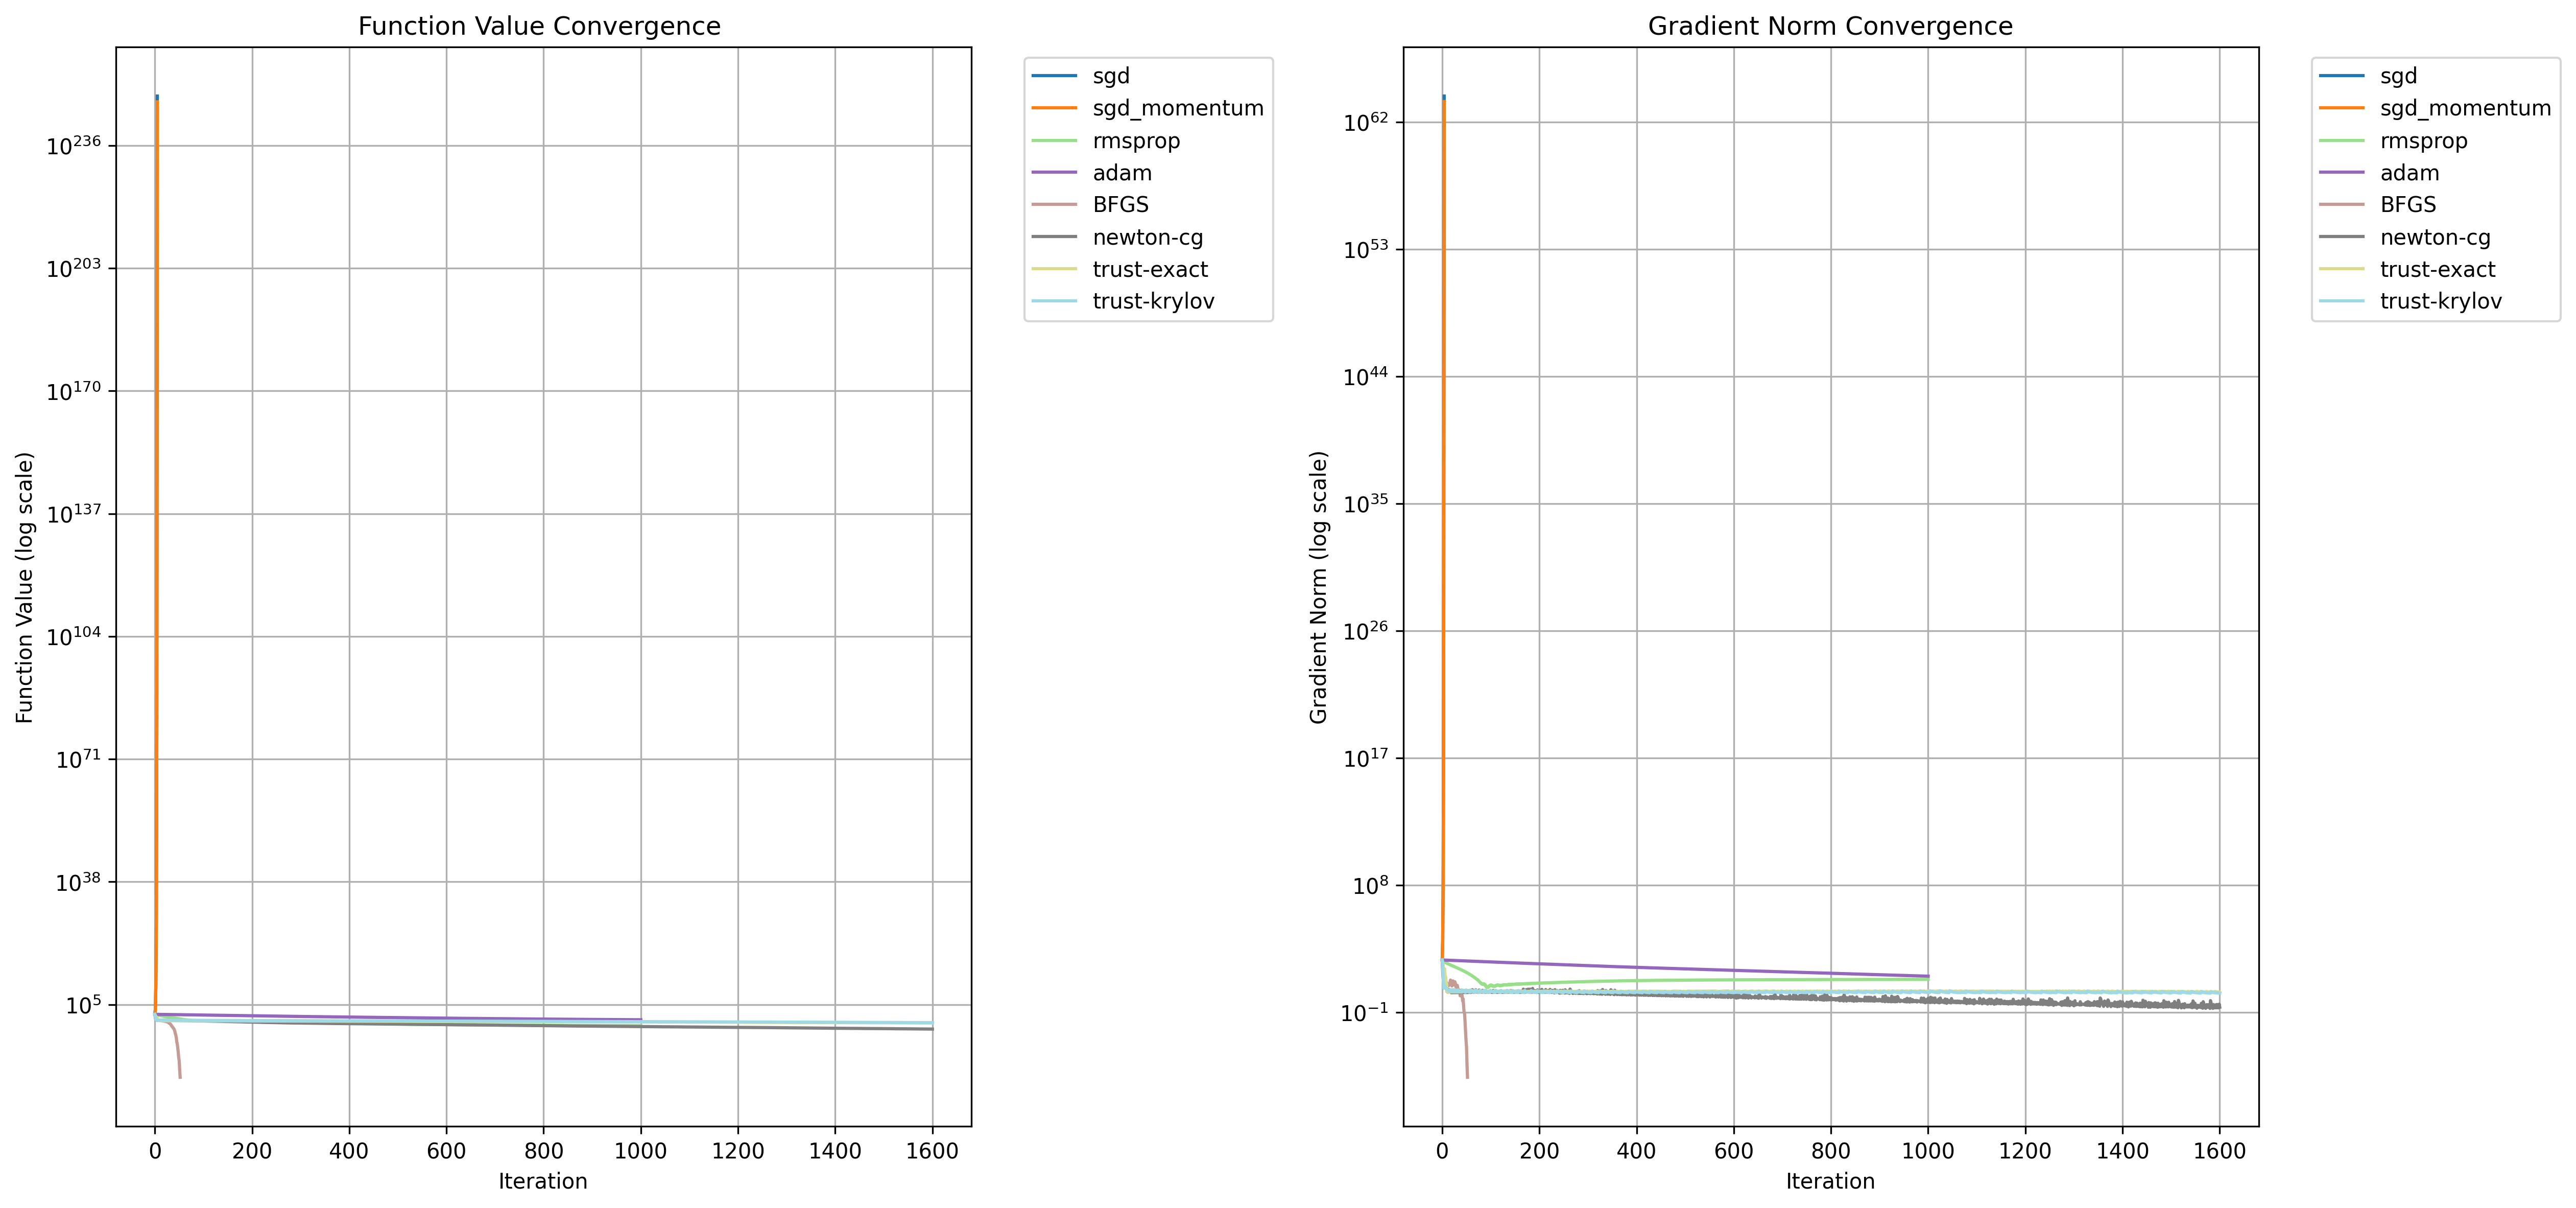 Function Value Convergence
Function Value (log scale)
10^236
10^203
10^170
10^137
10^104
10^71
10^38
10^5
0 200 400 600 800 1000 1200 1400 1600
Iteration
sgd
sgd_momentum
rmsprop
adam
BFGS
newton-cg
trust-exact
trust-krylov
Gradient Norm Convergence
Gradient Norm (log scale)
10^62
10^53
10^44
10^35
10^26
10^17
10^8
10^−1
0 200 400 600 800 1000 1200 1400 1600
Iteration
sgd
sgd_momentum
rmsprop
adam
BFGS
newton-cg
trust-exact
trust-krylov